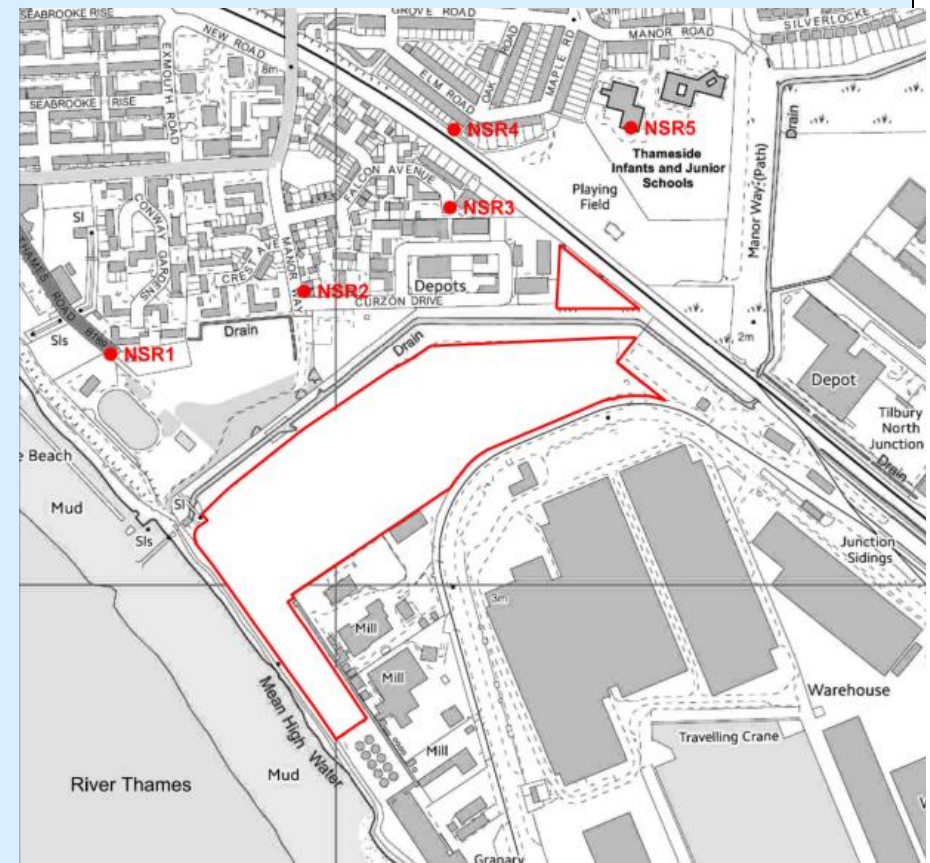 SEABROOKE RISE
GROVE ROAD
MANOR ROAD
SILVERLOCKE
NEW ROAD
8m
ELM ROAD
OAK ROAD
MAPLE RD
EXMOUTH ROAD
SEABROOKE RISE
NSR4
NSR5
Thameside
Infants and Junior
Schools
Drain
Manor Way (Path)
Playing
Field
FALCON AVENUE
NSR3
SI
CONWAY GARDENS
CRES AVE
MANOR WAY
NSR2
Depots
CURZON DRIVE
THAMES ROAD
B149
Sls
NSR1
Drain
Drain
2m
Depot
Tilbury
North
Junction
Drain
Beach
Mud
SI
Sls
Junction
Sidings
3m
Mill
Mill
Mill
Warehouse
Travelling Crane
Mean High Water
Mud
River Thames
Granary